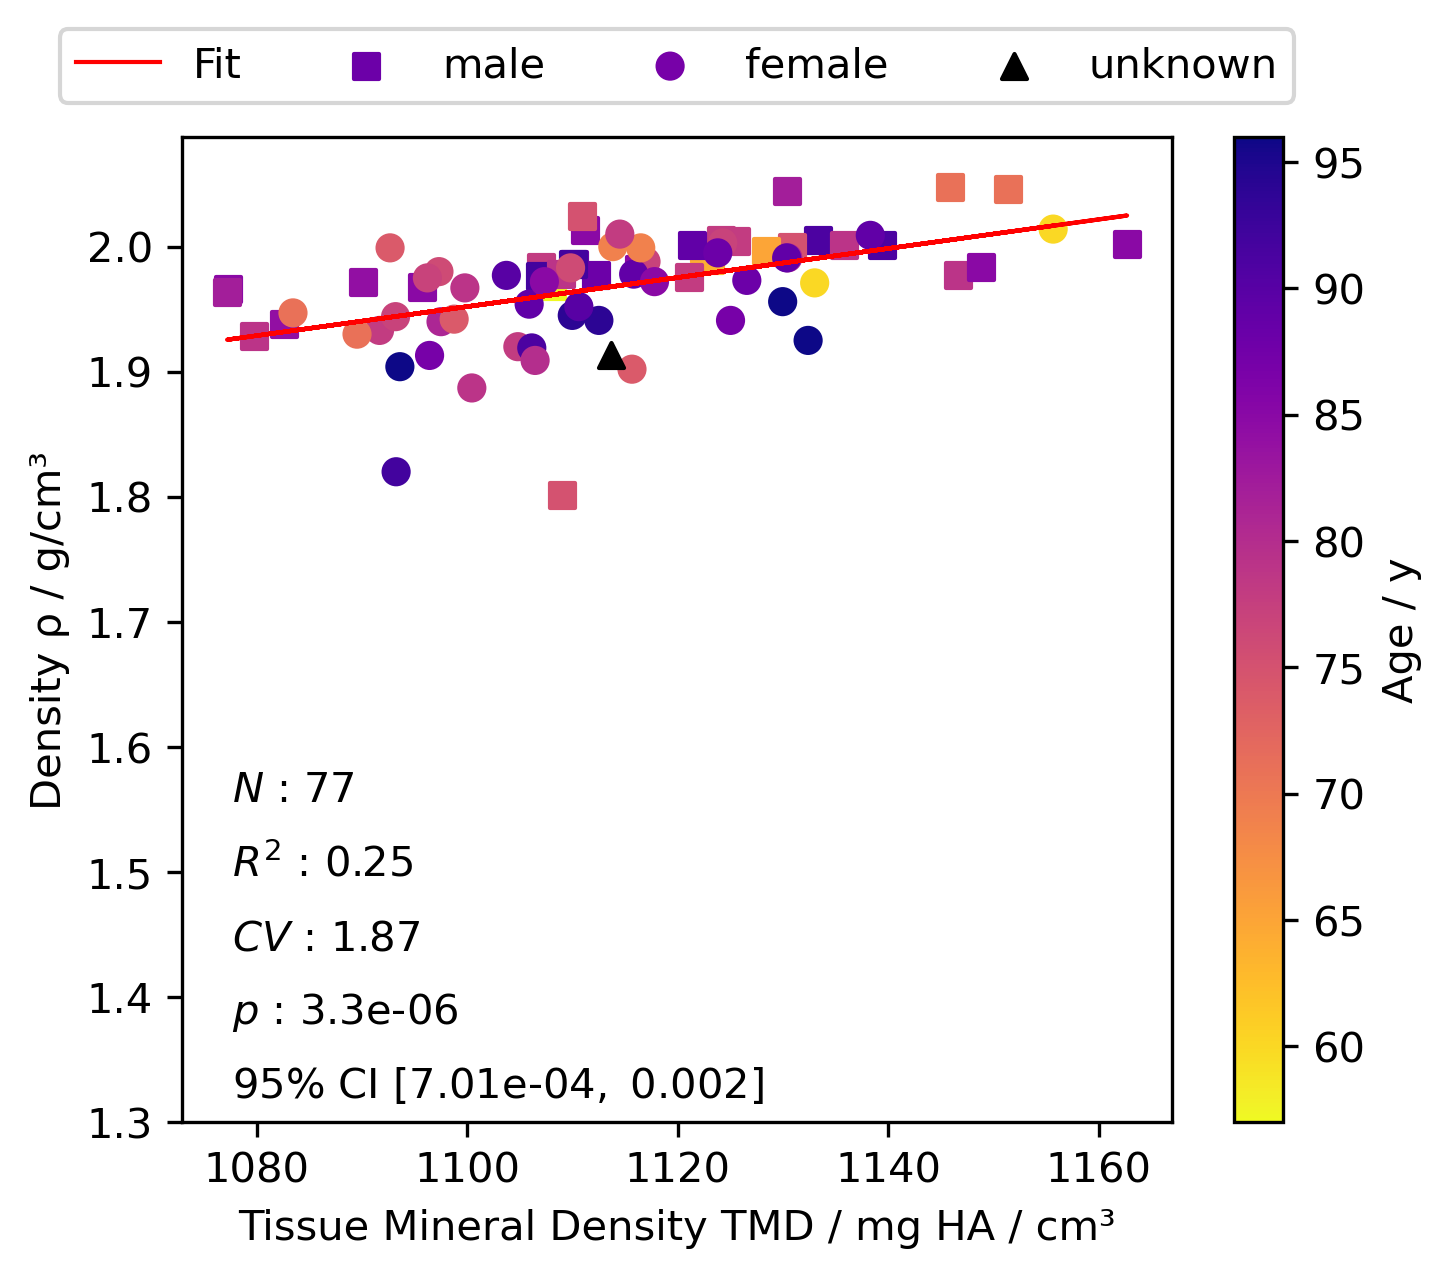 Fit male female unknown
Density ρ / g/cm³
2.0
1.9
1.8
1.7
1.6
1.5
1.4
1.3
N : 77
R² : 0.25
CV : 1.87
p : 3.3e-06
95% CI [7.01e-04, 0.002]
1080 1100 1120 1140 1160
Tissue Mineral Density TMD / mg HA / cm³
95
90
85
80
75
70
65
60
Age / y